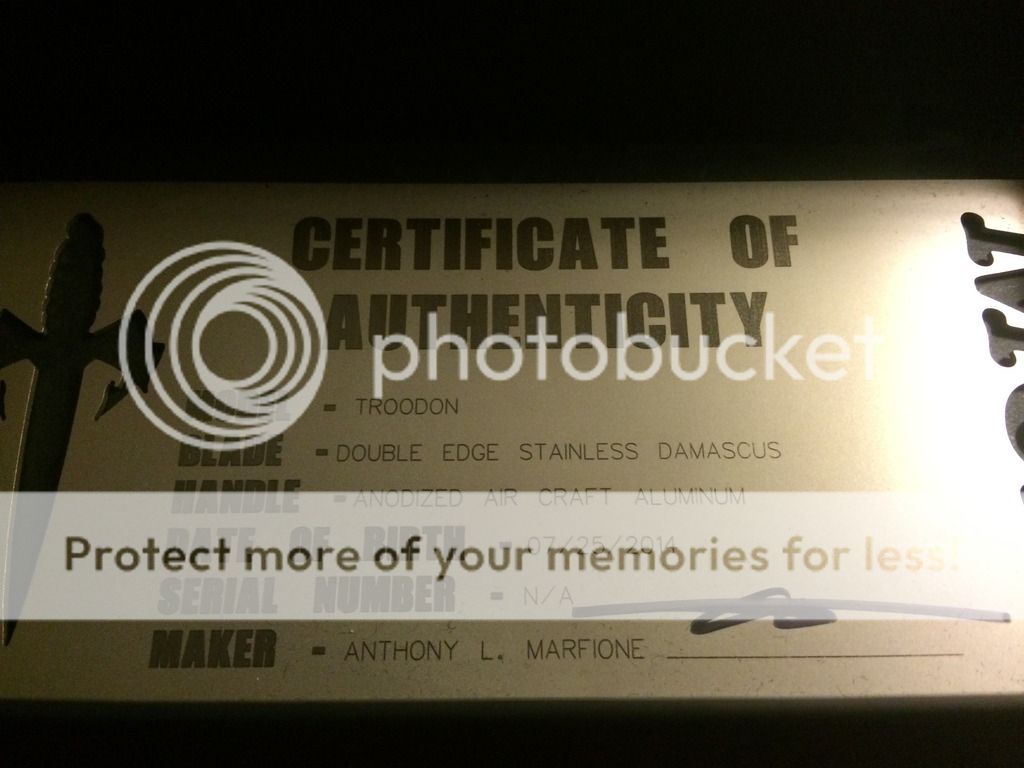 CERTIFICATE OF
AUTHENTICITY
photobucket
MODEL - TROODON
BLADE - DOUBLE EDGE STAINLESS DAMASCUS
HANDLE - ANODIZED AIR CRAFT ALUMINUM
DATE OF BIRTH - 07/25/2014
Protect more of your memories for less!
SERIAL NUMBER - N/A
MAKER - ANTHONY L. MARFIONE